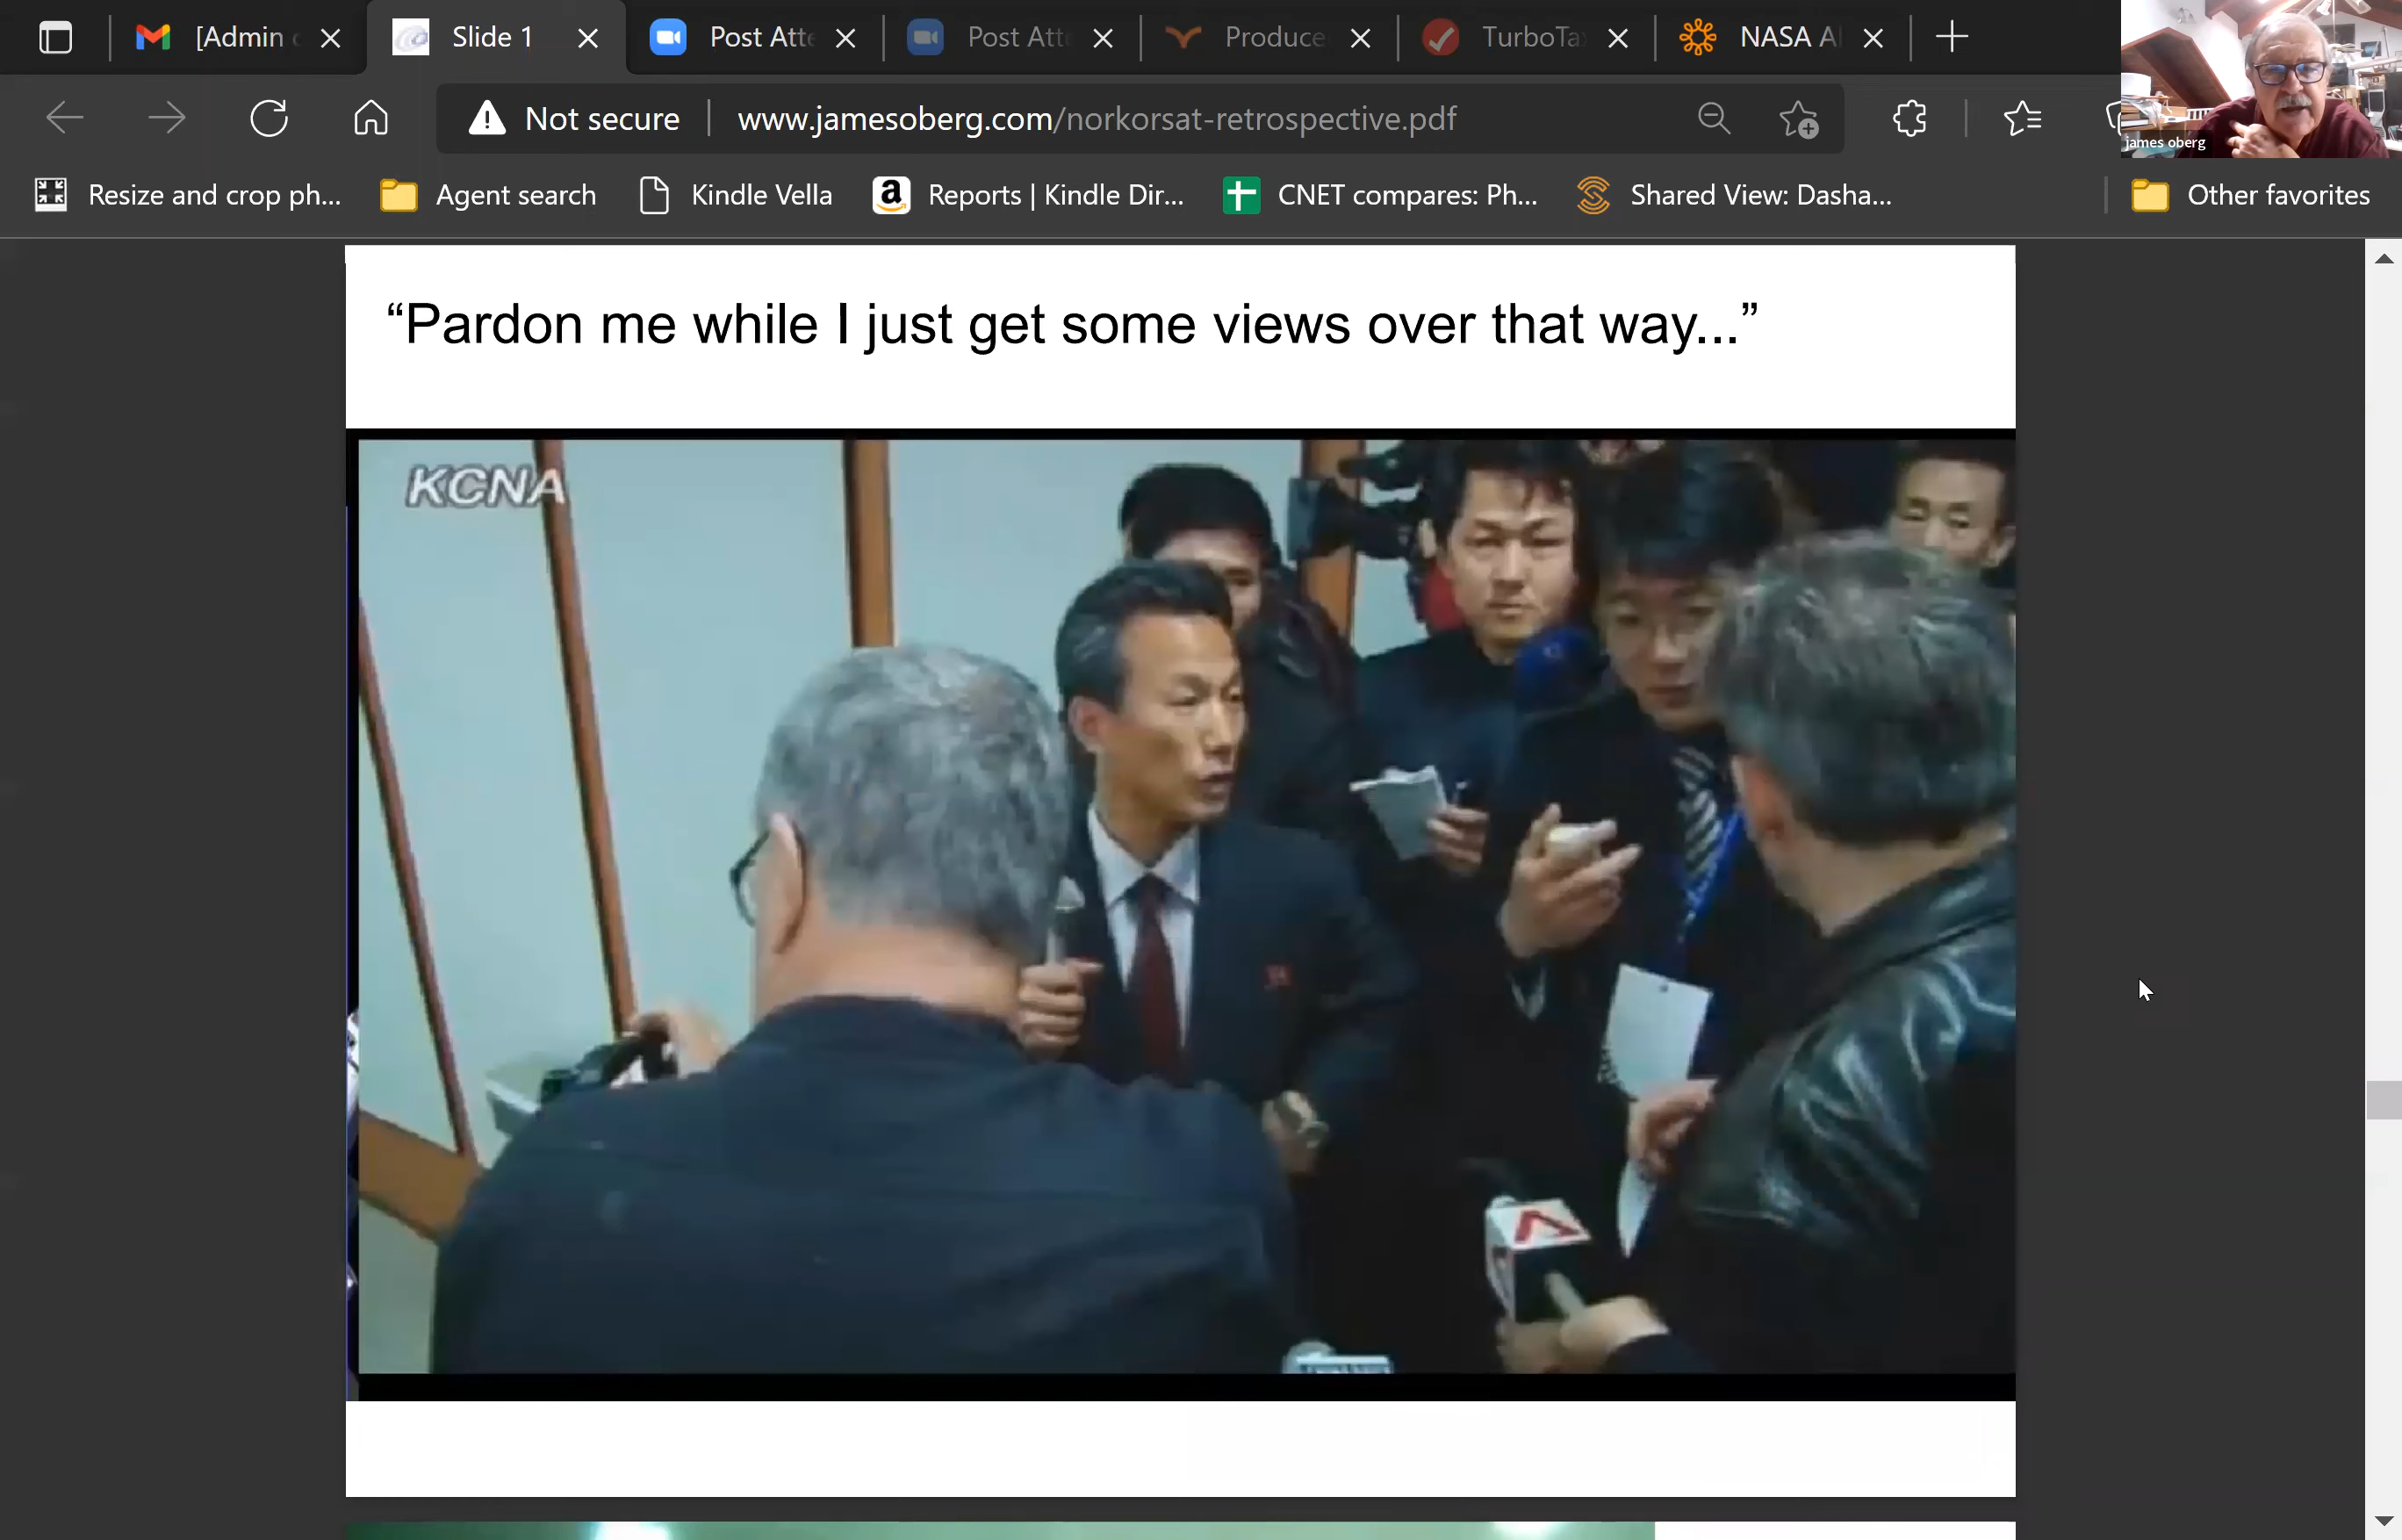 [Admin
Slide 1
Post Atte
Post Att
Produce
TurboTa
NASA A
james oberg
Not secure
www.jamesoberg.com/norkorsat-retrospective.pdf
Resize and crop ph...
Agent search
Kindle Vella
Reports | Kindle Dir...
CNET compares: Ph...
Shared View: Dasha...
Other favorites
“Pardon me while I just get some views over that way...”
KCNA